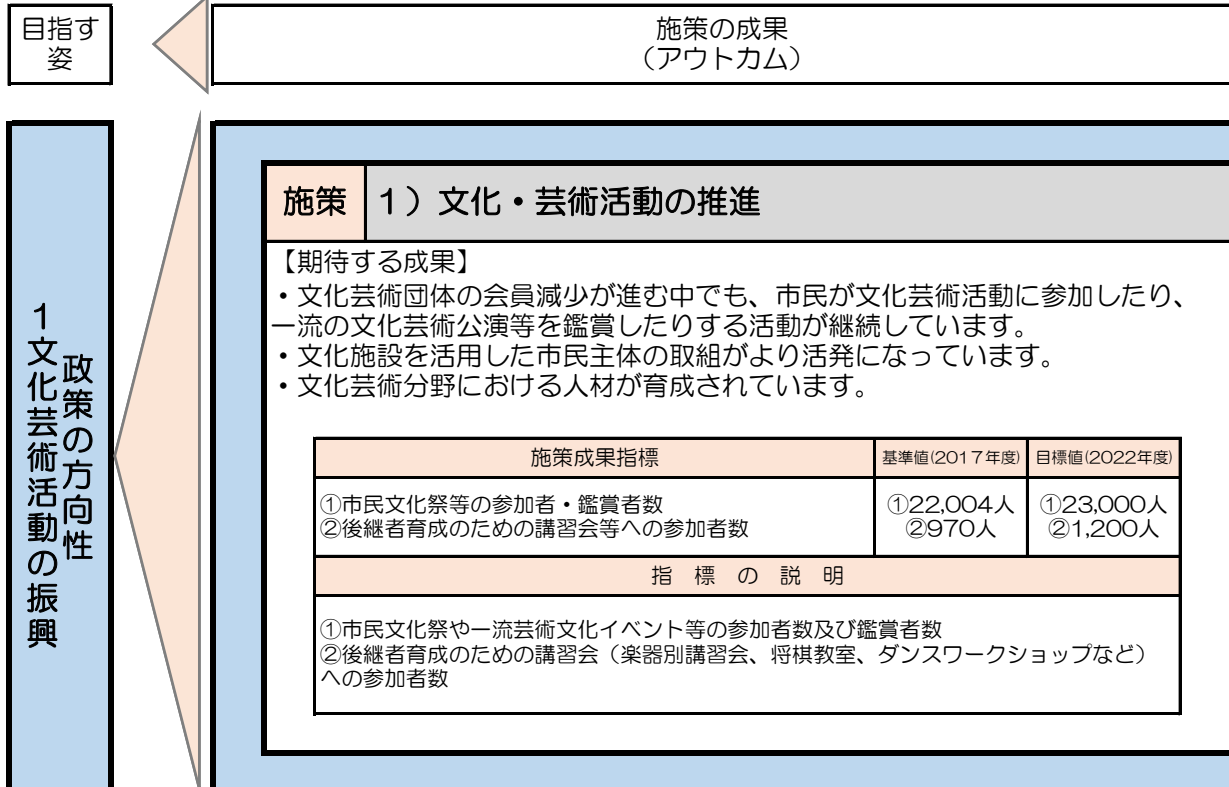 目指す
姿
施策の成果
（アウトカム）
政策の方向性
１文化芸術活動の振興
施策
１）文化・芸術活動の推進
【期待する成果】
・文化芸術団体の会員減少が進む中でも、市民が文化芸術活動に参加したり、
一流の文化芸術公演等を鑑賞したりする活動が継続しています。
・文化施設を活用した市民主体の取組がより活発になっています。
・文化芸術分野における人材が育成されています。
施策成果指標
基準値(2017年度)
目標値(2022年度)
①市民文化祭等の参加者・鑑賞者数
②後継者育成のための講習会等への参加者数
①22,004人
②970人
①23,000人
②1,200人
指　標　の　説　明
①市民文化祭や一流芸術文化イベント等の参加者数及び鑑賞者数
②後継者育成のための講習会（楽器別講習会、将棋教室、ダンスワークショップなど）
への参加者数